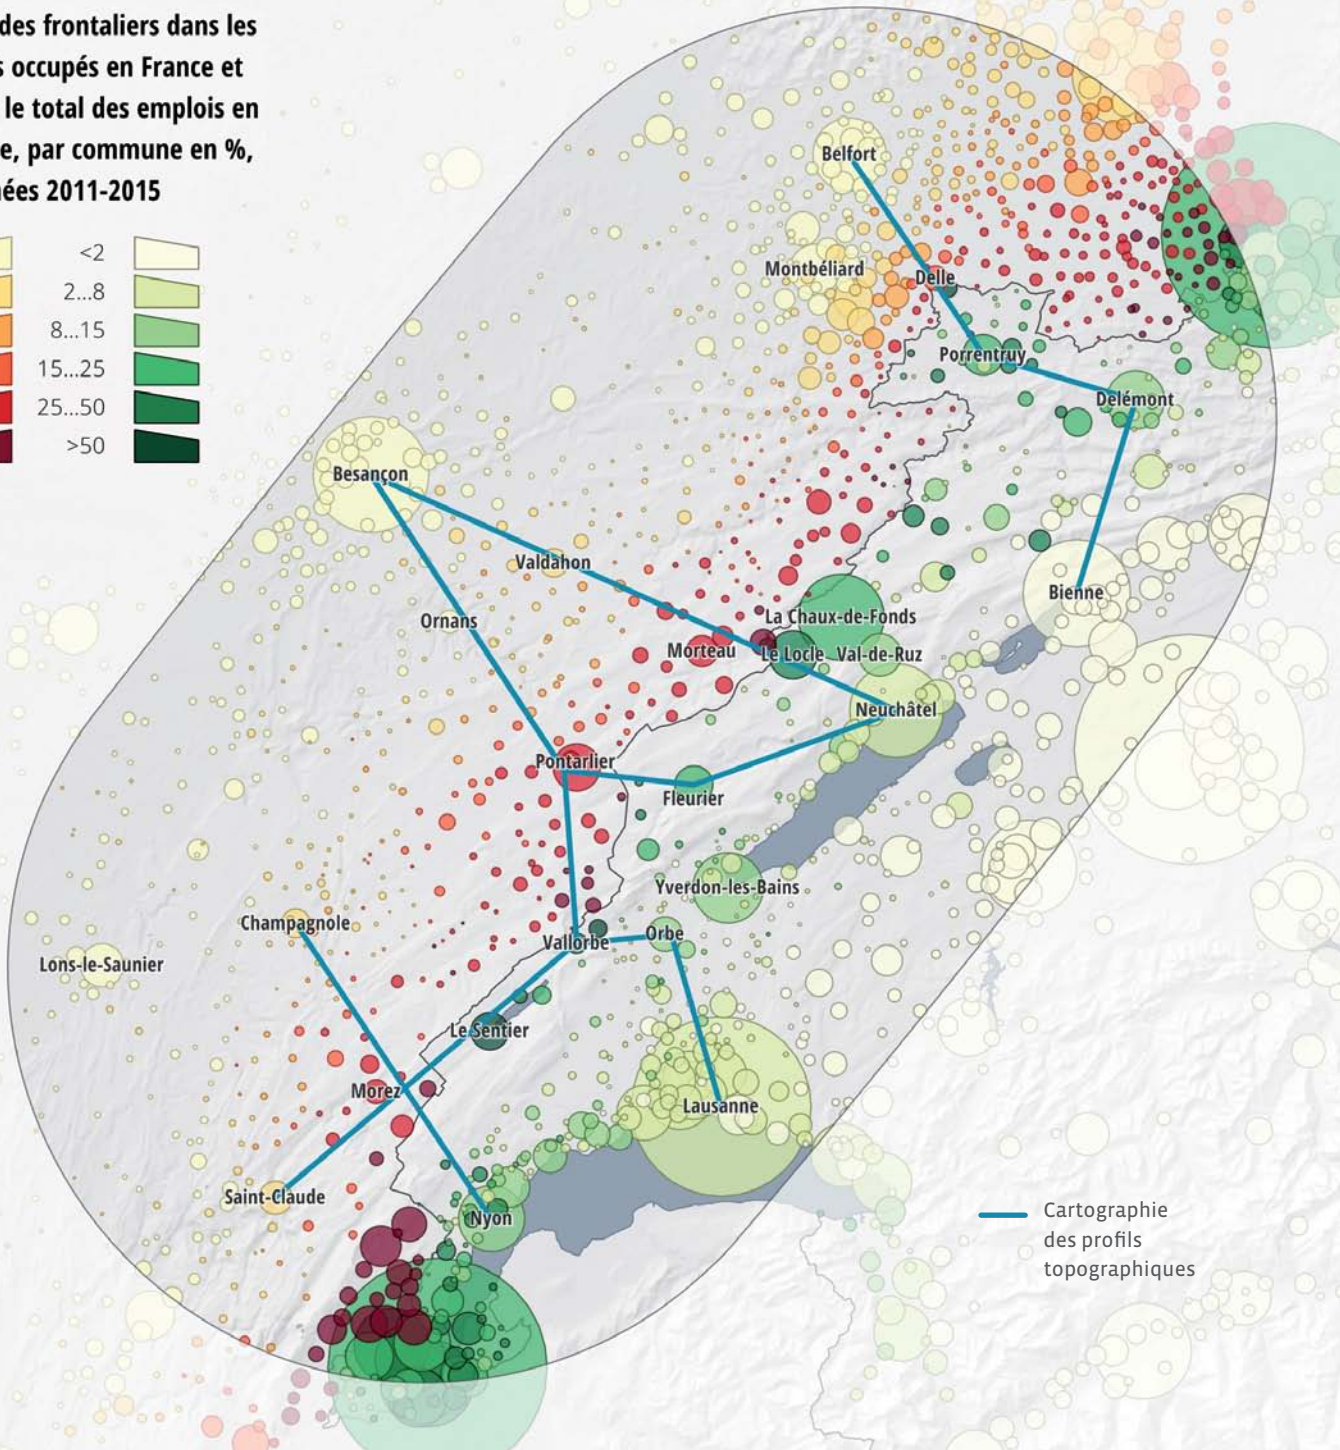 des frontaliers dans les
occupés en France et
le total des emplois en
par commune en %,
2011-2015
<2
2...8
8...15
15...25
25...50
>50
Belfort
Montbéliard
Delle
Porrentruy
Delémont
Besançon
Valdahon
Bienne
Ornans
La Chaux-de-Fonds
Morteau
Le Locle
Val-de-Ruz
Neuchâtel
Pontarlier
Fleurier
Yverdon-les-Bains
Champagnole
Vallorbe
Orbe
Lons-le-Saunier
Le Sentier
Morez
Lausanne
Saint-Claude
Nyon
Cartographie
des profils
topographiques